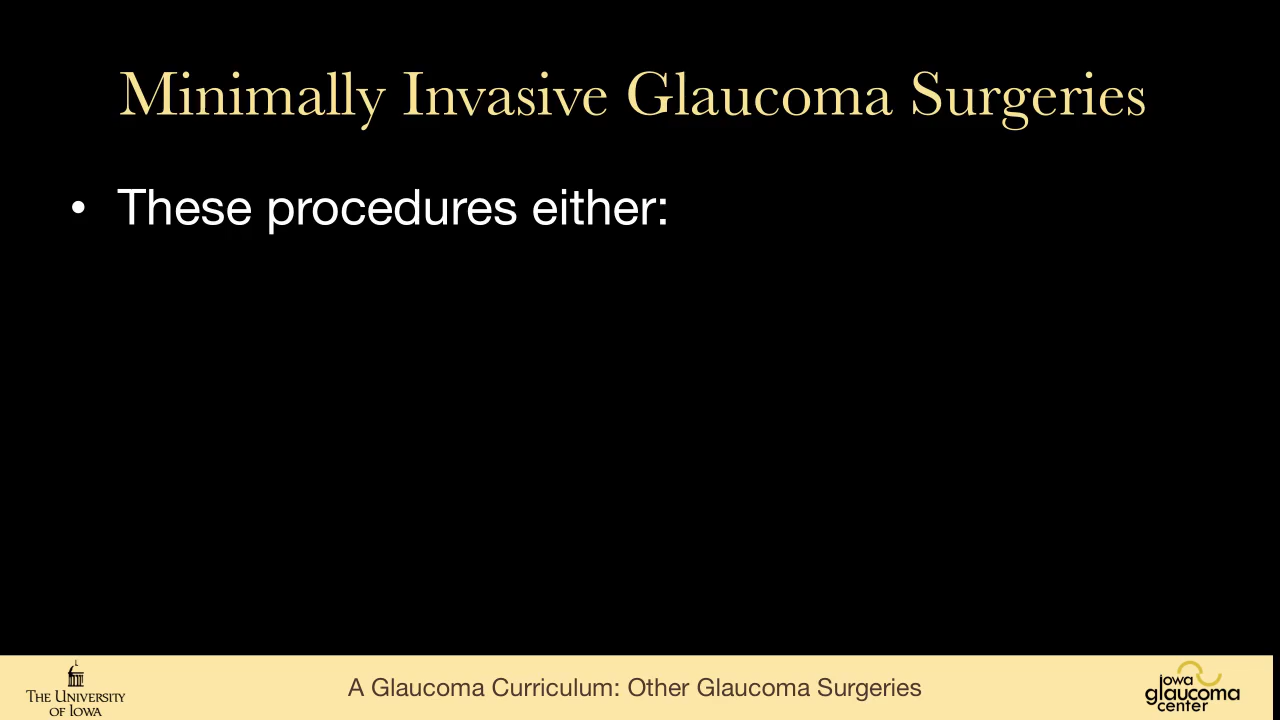 Minimally Invasive Glaucoma Surgeries
• These procedures either:
THE UNIVERSITY
OF IOWA
A Glaucoma Curriculum: Other Glaucoma Surgeries
iowa
glaucoma
center